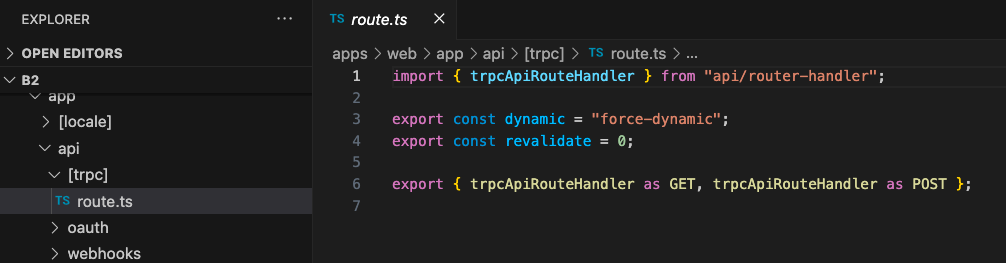 EXPLORER ...
OPEN EDITORS
B2
app
[locale]
api
[trpc]
TS route.ts
oauth
webhooks
TS route.ts ×
apps > web > app > api > [trpc] > TS route.ts > ...
1 import { trpcApiRouteHandler } from "api/router-handler";
2
3 export const dynamic = "force-dynamic";
4 export const revalidate = 0;
5
6 export { trpcApiRouteHandler as GET, trpcApiRouteHandler as POST };
7